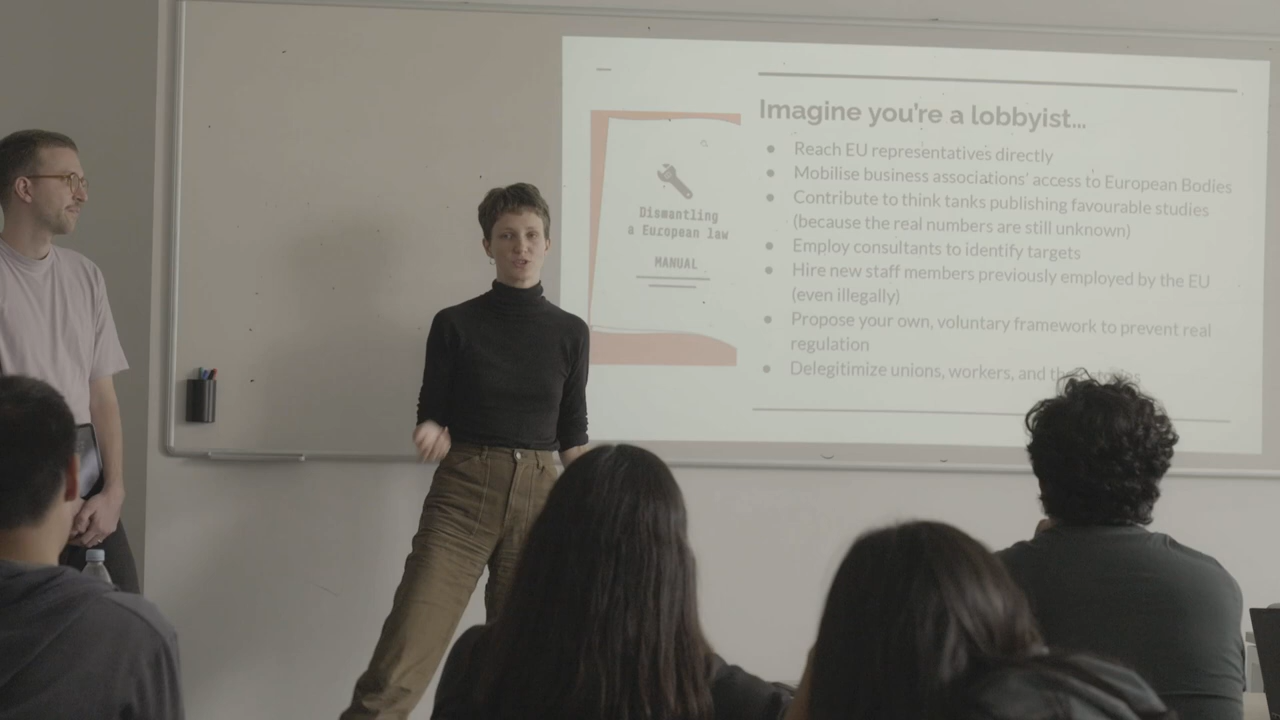 Imagine you're a lobbyist...
● Reach EU representatives directly
● Mobilise business associations' access to European Bodies
● Contribute to think tanks publishing favourable studies
(because the real numbers are still unknown)
● Employ consultants to identify targets
● Hire new staff members previously employed by the EU
(even illegally)
● Propose your own, voluntary framework to prevent real
regulation
● Delegitimize unions, workers, and their stories
Dismantling
a European law
MANUAL